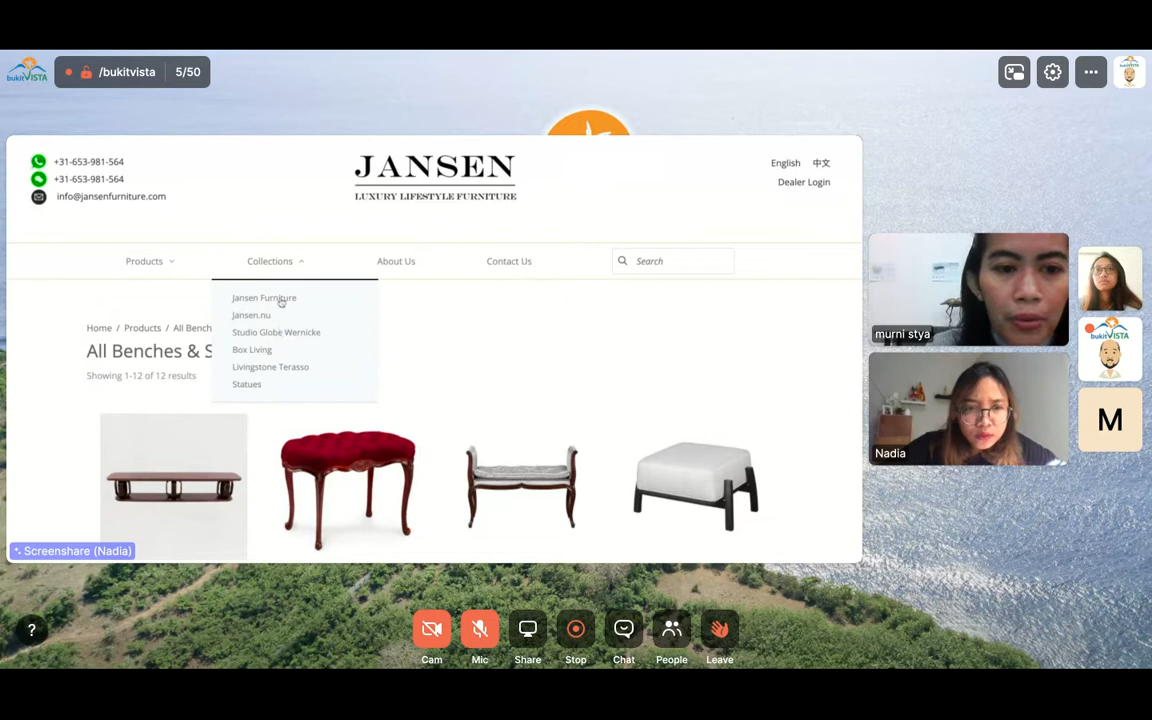 bukitVISTA
/bukitvista 5/50
bukitVISTA
+31-653-981-564
+31-653-981-564
info@jansenfurniture.com
JANSEN
LUXURY LIFESTYLE FURNITURE
English 中文
Dealer Login
Products Collections About Us Contact Us Search
Jansen Furniture
Jansen.nu
Studio Globe Wernicke
Box Living
Livingstone Terasso
Statues
Home / Products / All Bench
All Benches & S
Showing 1-12 of 12 results
Screenshare (Nadia)
murni stya
Nadia
bukitVISTA
M
?
Cam Mic Share Stop Chat People Leave